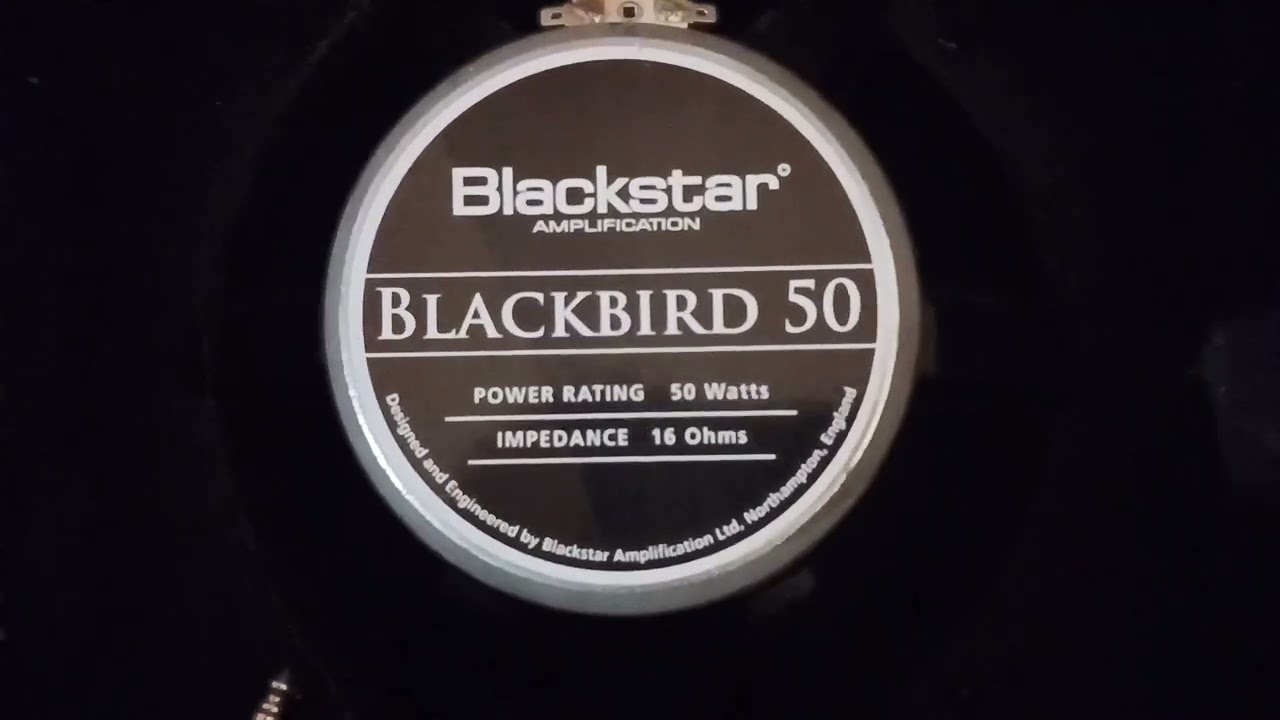 Blackstar®
AMPLIFICATION
BLACKBIRD 50
POWER RATING 50 Watts
IMPEDANCE 16 Ohms
Designed and Engineered by Blackstar Amplification Ltd, Northampton, England